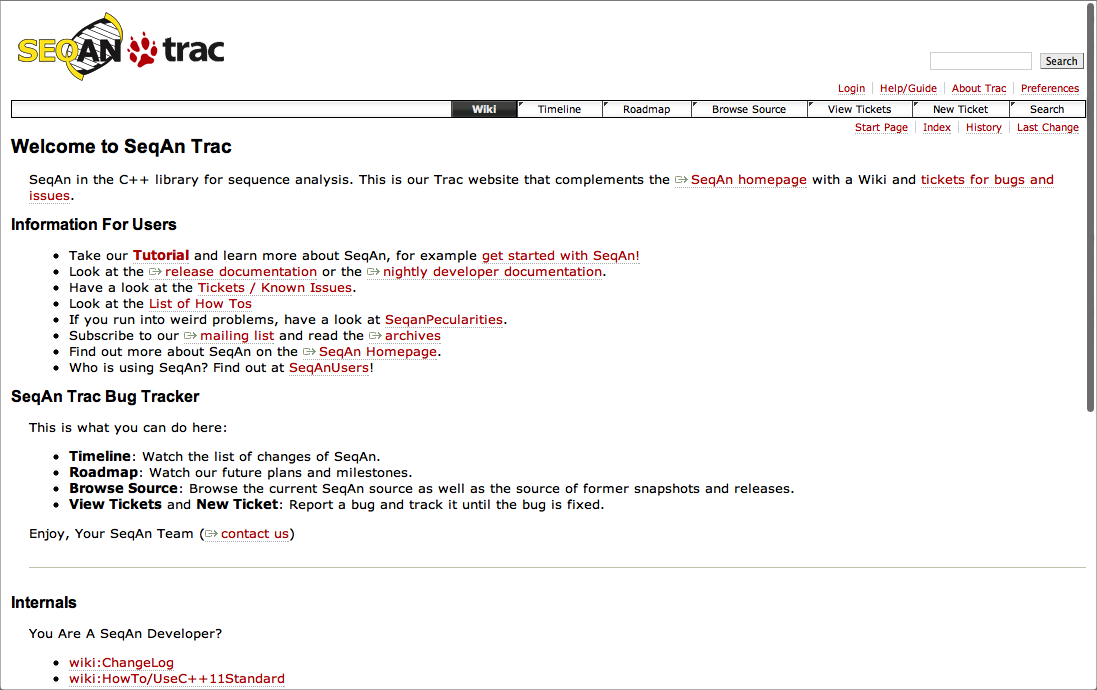 SEQAN trac
Search
Login Help/Guide About Trac Preferences
Wiki Timeline Roadmap Browse Source View Tickets New Ticket Search
Start Page Index History Last Change
Welcome to SeqAn Trac
SeqAn in the C++ library for sequence analysis. This is our Trac website that complements the SeqAn homepage with a Wiki and tickets for bugs and
issues.
Information For Users
Take our Tutorial and learn more about SeqAn, for example get started with SeqAn!
Look at the release documentation or the nightly developer documentation.
Have a look at the Tickets / Known Issues.
Look at the List of How Tos
If you run into weird problems, have a look at SeqanPecularities.
Subscribe to our mailing list and read the archives
Find out more about SeqAn on the SeqAn Homepage.
Who is using SeqAn? Find out at SeqAnUsers!
SeqAn Trac Bug Tracker
This is what you can do here:
Timeline: Watch the list of changes of SeqAn.
Roadmap: Watch our future plans and milestones.
Browse Source: Browse the current SeqAn source as well as the source of former snapshots and releases.
View Tickets and New Ticket: Report a bug and track it until the bug is fixed.
Enjoy, Your SeqAn Team (contact us)
Internals
You Are A SeqAn Developer?
wiki:ChangeLog
wiki:HowTo/UseC++11Standard